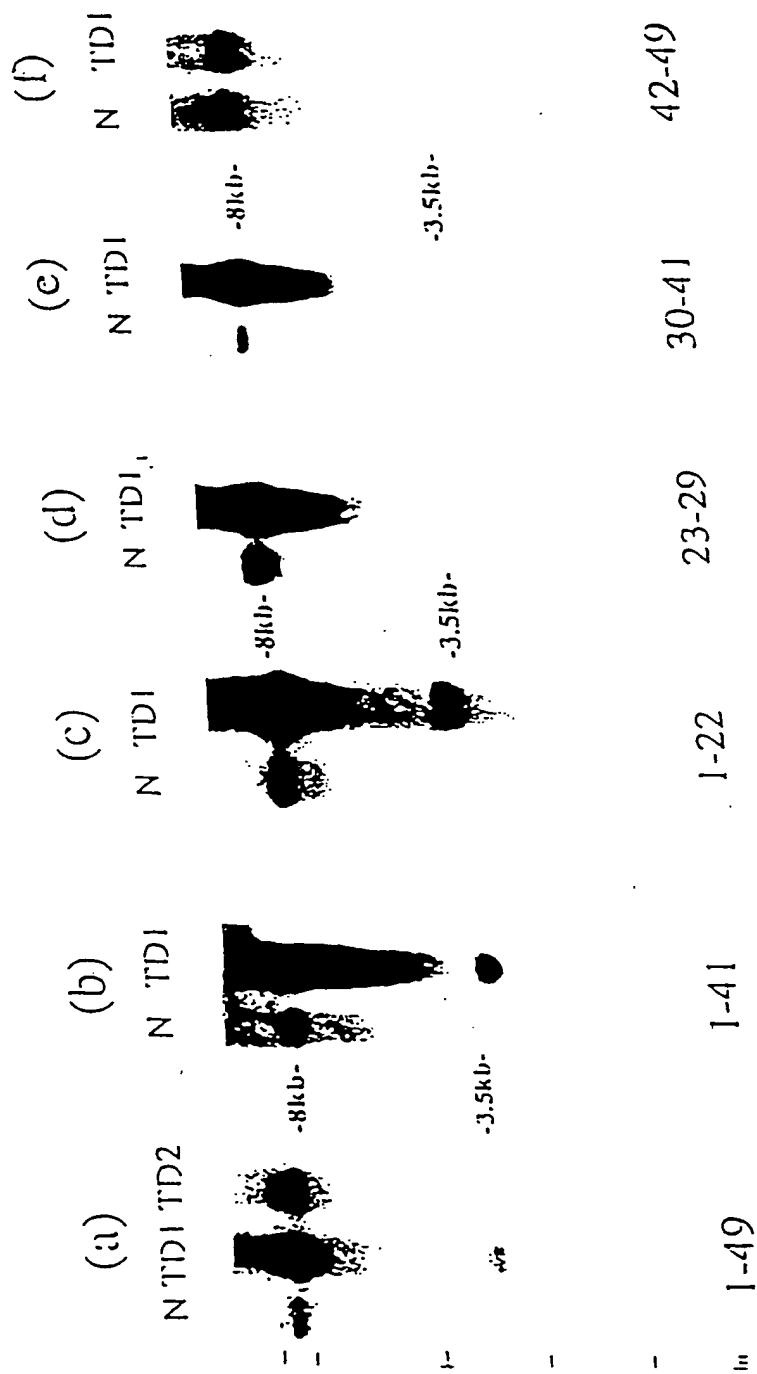 (a)
N TD1 TD2
-8kb-
-3.5kb-
1-49
(b)
N TD1
1-41
(c)
N TD1
-8kb-
-3.5kb-
1-22
(d)
N TD1
23-29
(e)
N TD1
-8kb-
-3.5kb-
30-41
(f)
N TD1
42-49